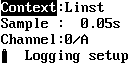 Context:Linst
Sample : 0.05s
Channel:0/A
Logging setup